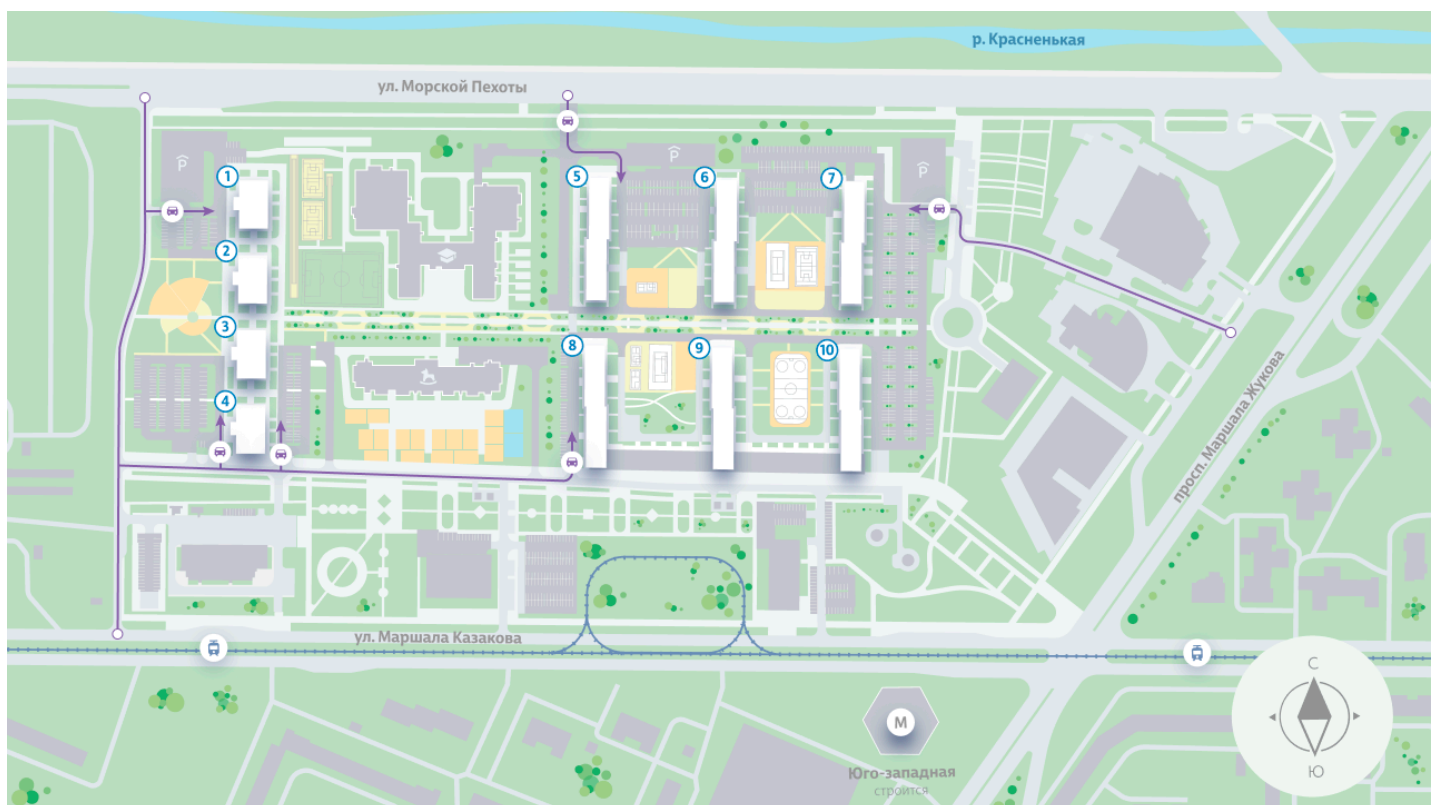 р. Красненькая
ул. Морской Пехоты
P
P
P
1
5
6
7
2
3
8
9
10
4
просп. Маршала Жукова
ул. Маршала Казакова
С
М
Юго-западная
строится
Ю